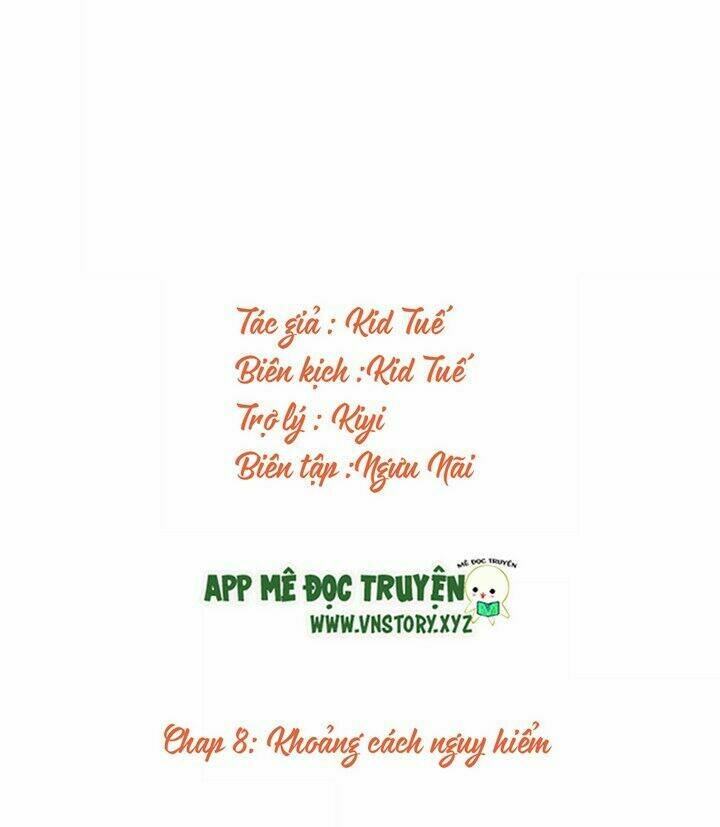 Tác giả : Kid Tuế
Biên kịch :Kid Tuế
Trợ lý : Kiyi
Biên tập :Ngưu Nãi
MÊ ĐỌC TRUYỆN
APP MÊ ĐỌC TRUYỆN
WWW.VNSTORY.XYZ
Chap 8: Khoảng cách nguy hiểm